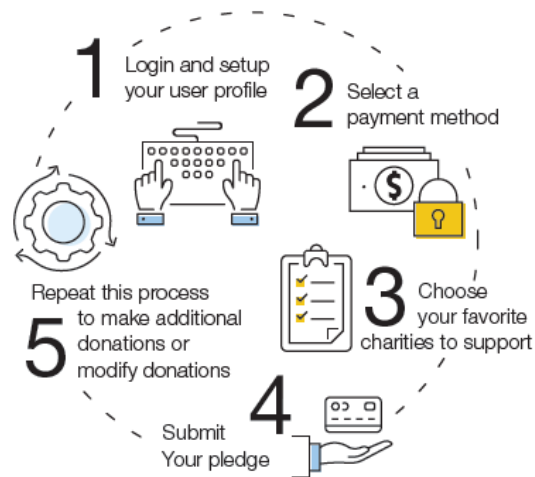 1
Login and setup
your user profile
2
Select a
payment method
$
3
Choose
your favorite
charities to support
4
Submit
Your pledge
5
Repeat this process
to make additional
donations or
modify donations